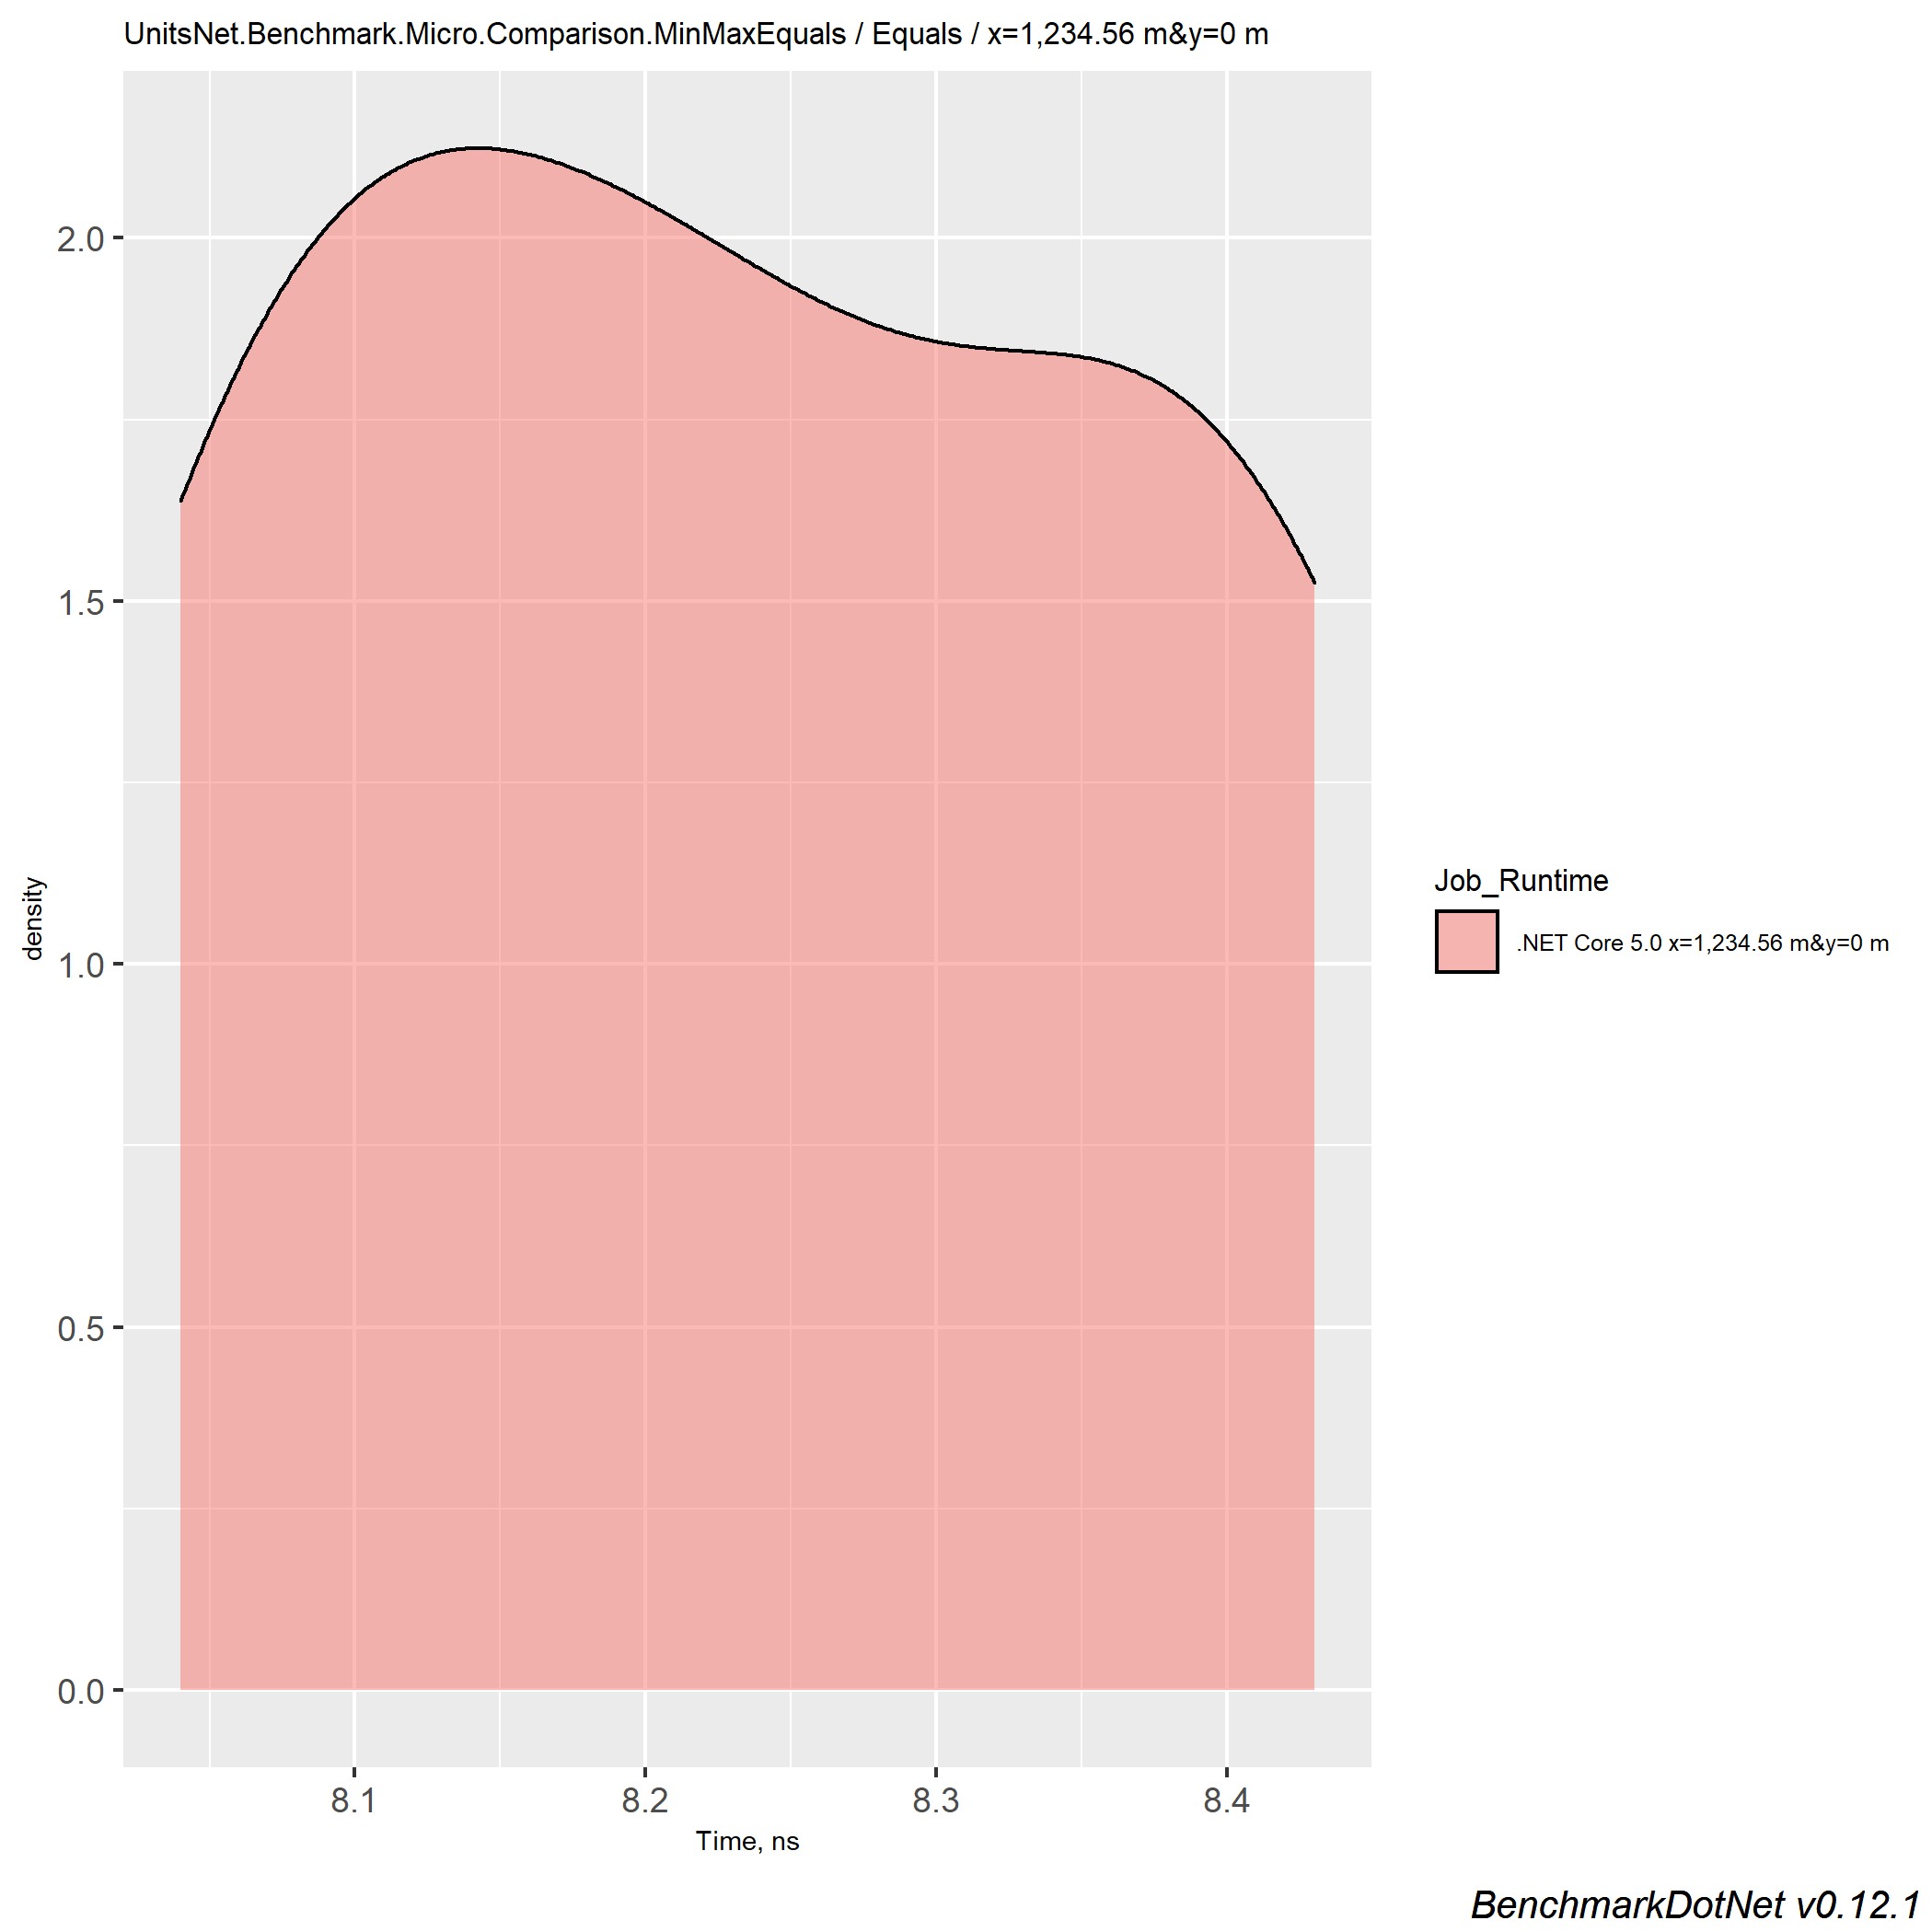 UnitsNet.Benchmark.Micro.Comparison.MinMaxEquals / Equals / x=1,234.56 m&y=0 m
2.0
1.5
1.0
0.5
0.0
density
8.1 8.2 8.3 8.4
Time, ns
Job_Runtime
.NET Core 5.0 x=1,234.56 m&y=0 m
BenchmarkDotNet v0.12.1